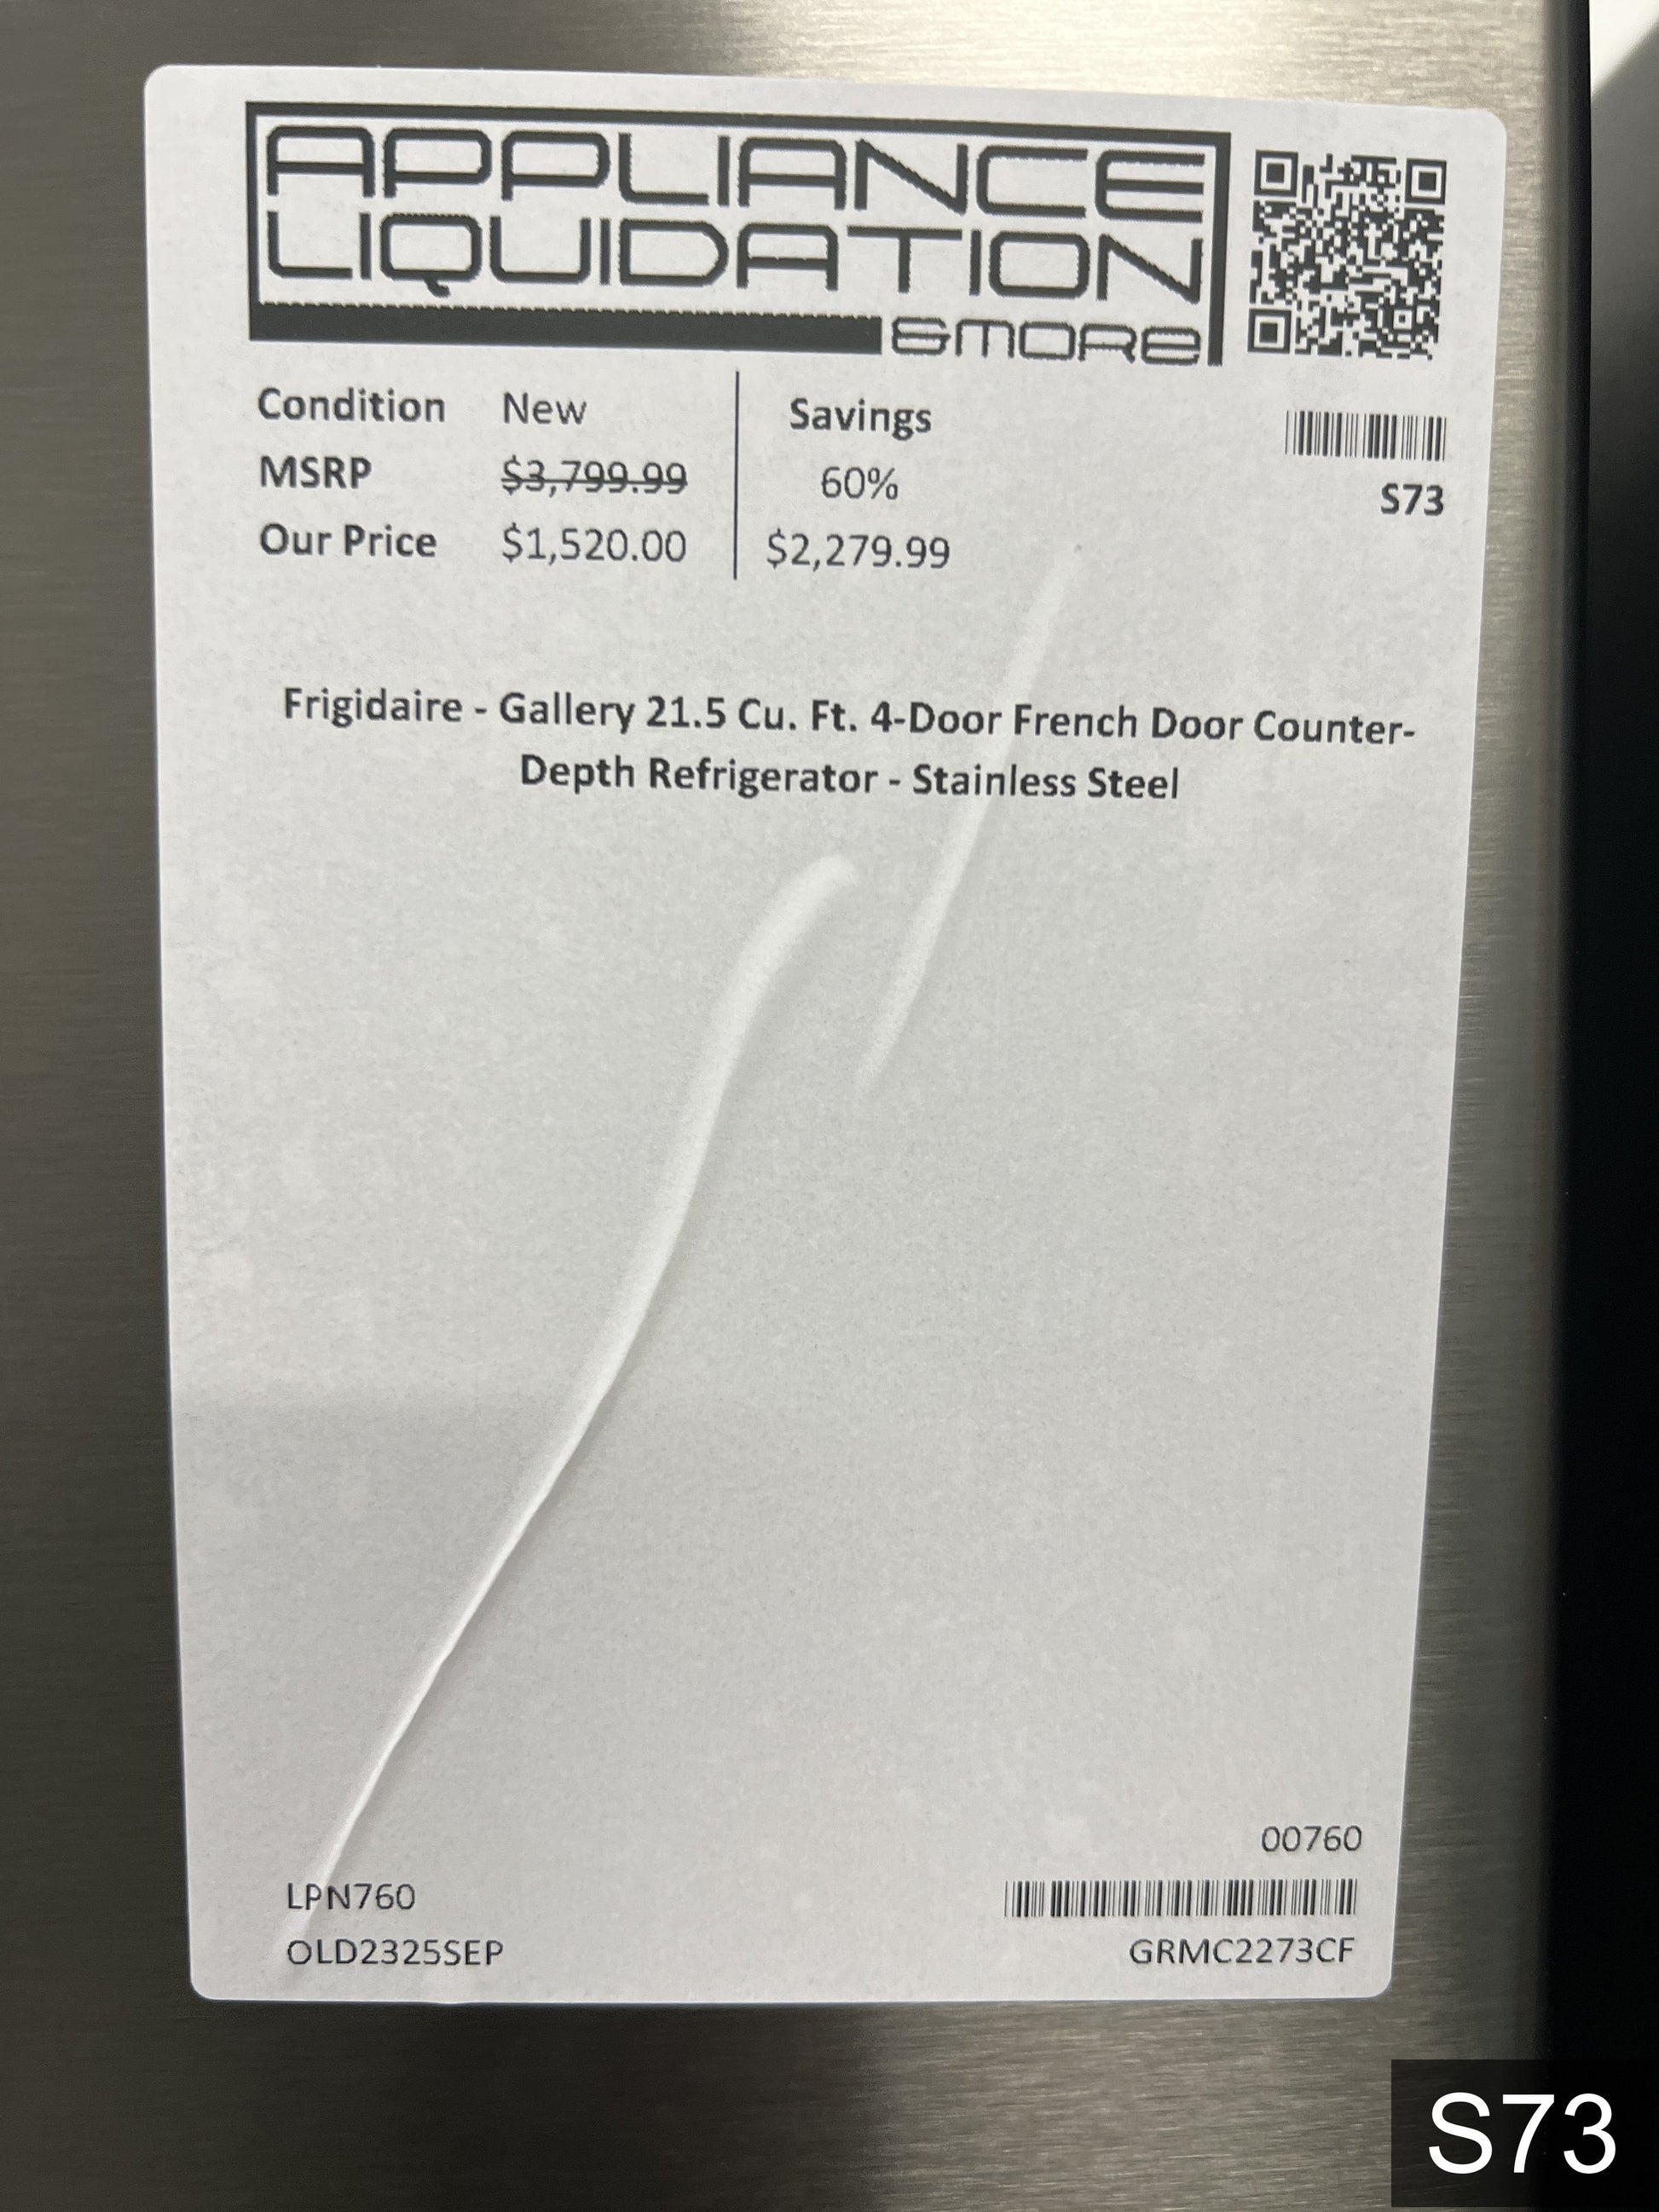 APPLIANCE
LIQUIDATION
&MORE
Condition New
MSRP $3,799.99
Our Price $1,520.00
Savings
60%
$2,279.99
S73
Frigidaire - Gallery 21.5 Cu. Ft. 4-Door French Door Counter-
Depth Refrigerator - Stainless Steel
00760
LPN760
OLD2325SEP
GRMC2273CF
S73